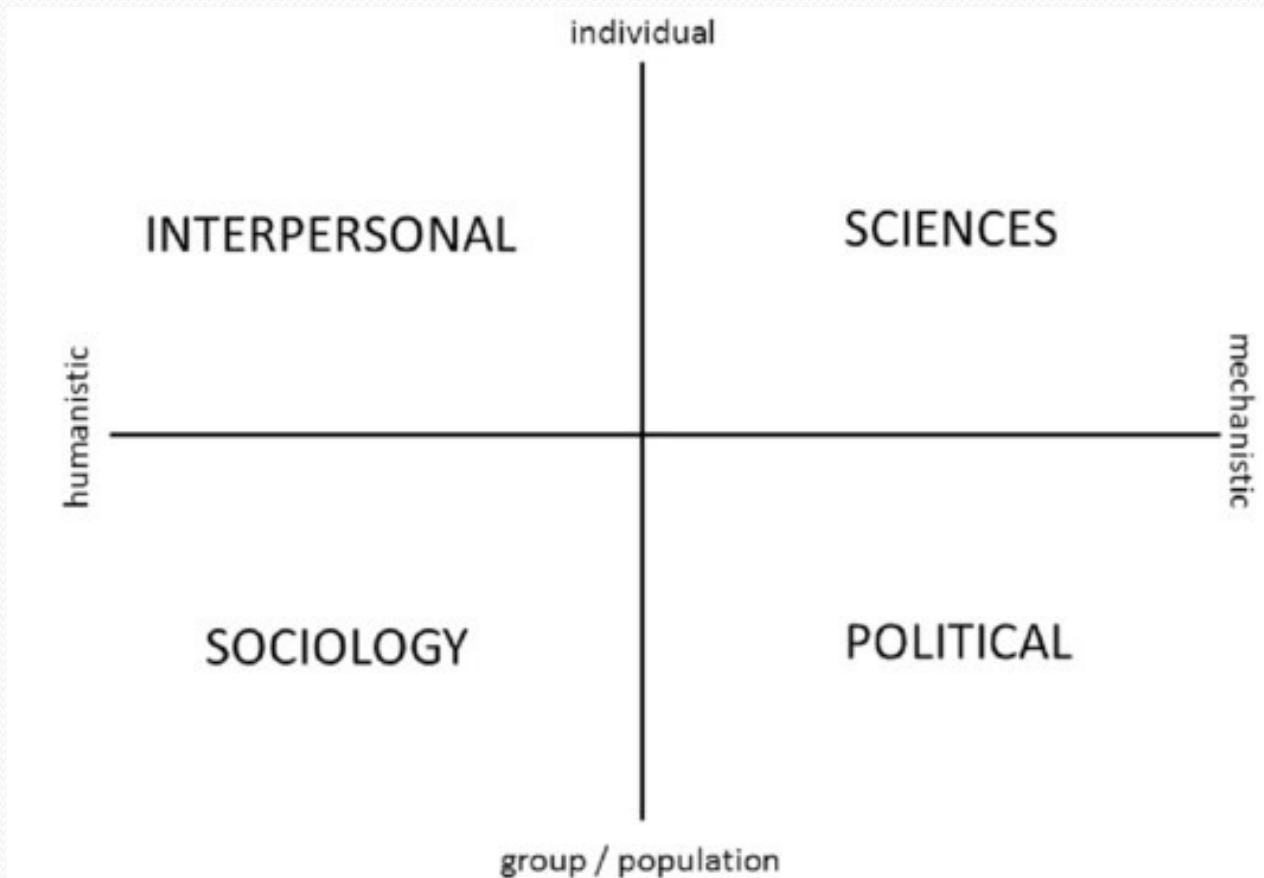 individual
INTERPERSONAL
SCIENCES
humanistic
mechanistic
SOCIOLOGY
POLITICAL
group / population